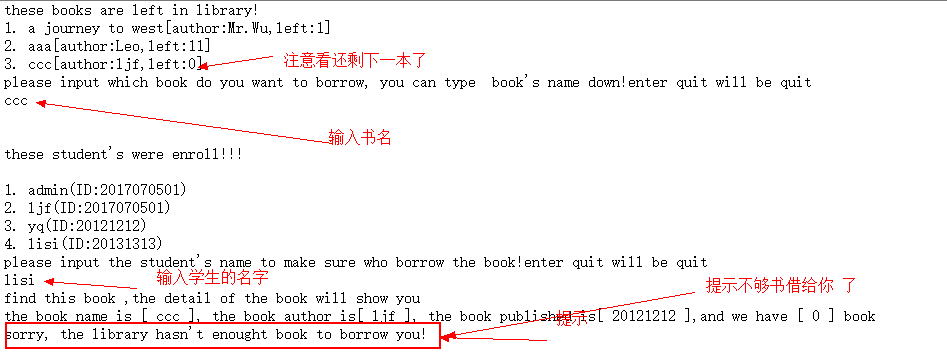 these books are left in library!
1. a journey to west[author:Mr.Wu,left:1]
2. aaa[author:Leo,left:11]
3. ccc[author:ljf,left:0]
注意看还剩下一本了
please input which book do you want to borrow, you can type  book's name down!enter quit will be quit
ccc
输入书名
these student's were enroll!!!
1. admin(ID:2017070501)
2. ljf(ID:2017070501)
3. yq(ID:20121212)
4. lisi(ID:20131313)
please input the student's name to make sure who borrow the book!enter quit will be quit
lisi
输入学生的名字
find this book ,the detail of the book will show you
提示不够书借给你 了
the book name is [ ccc ], the book author is[ ljf ], the book published is[ 20121212 ],and we have [ 0 ] book
提示
sorry, the library hasn't enought book to borrow you!